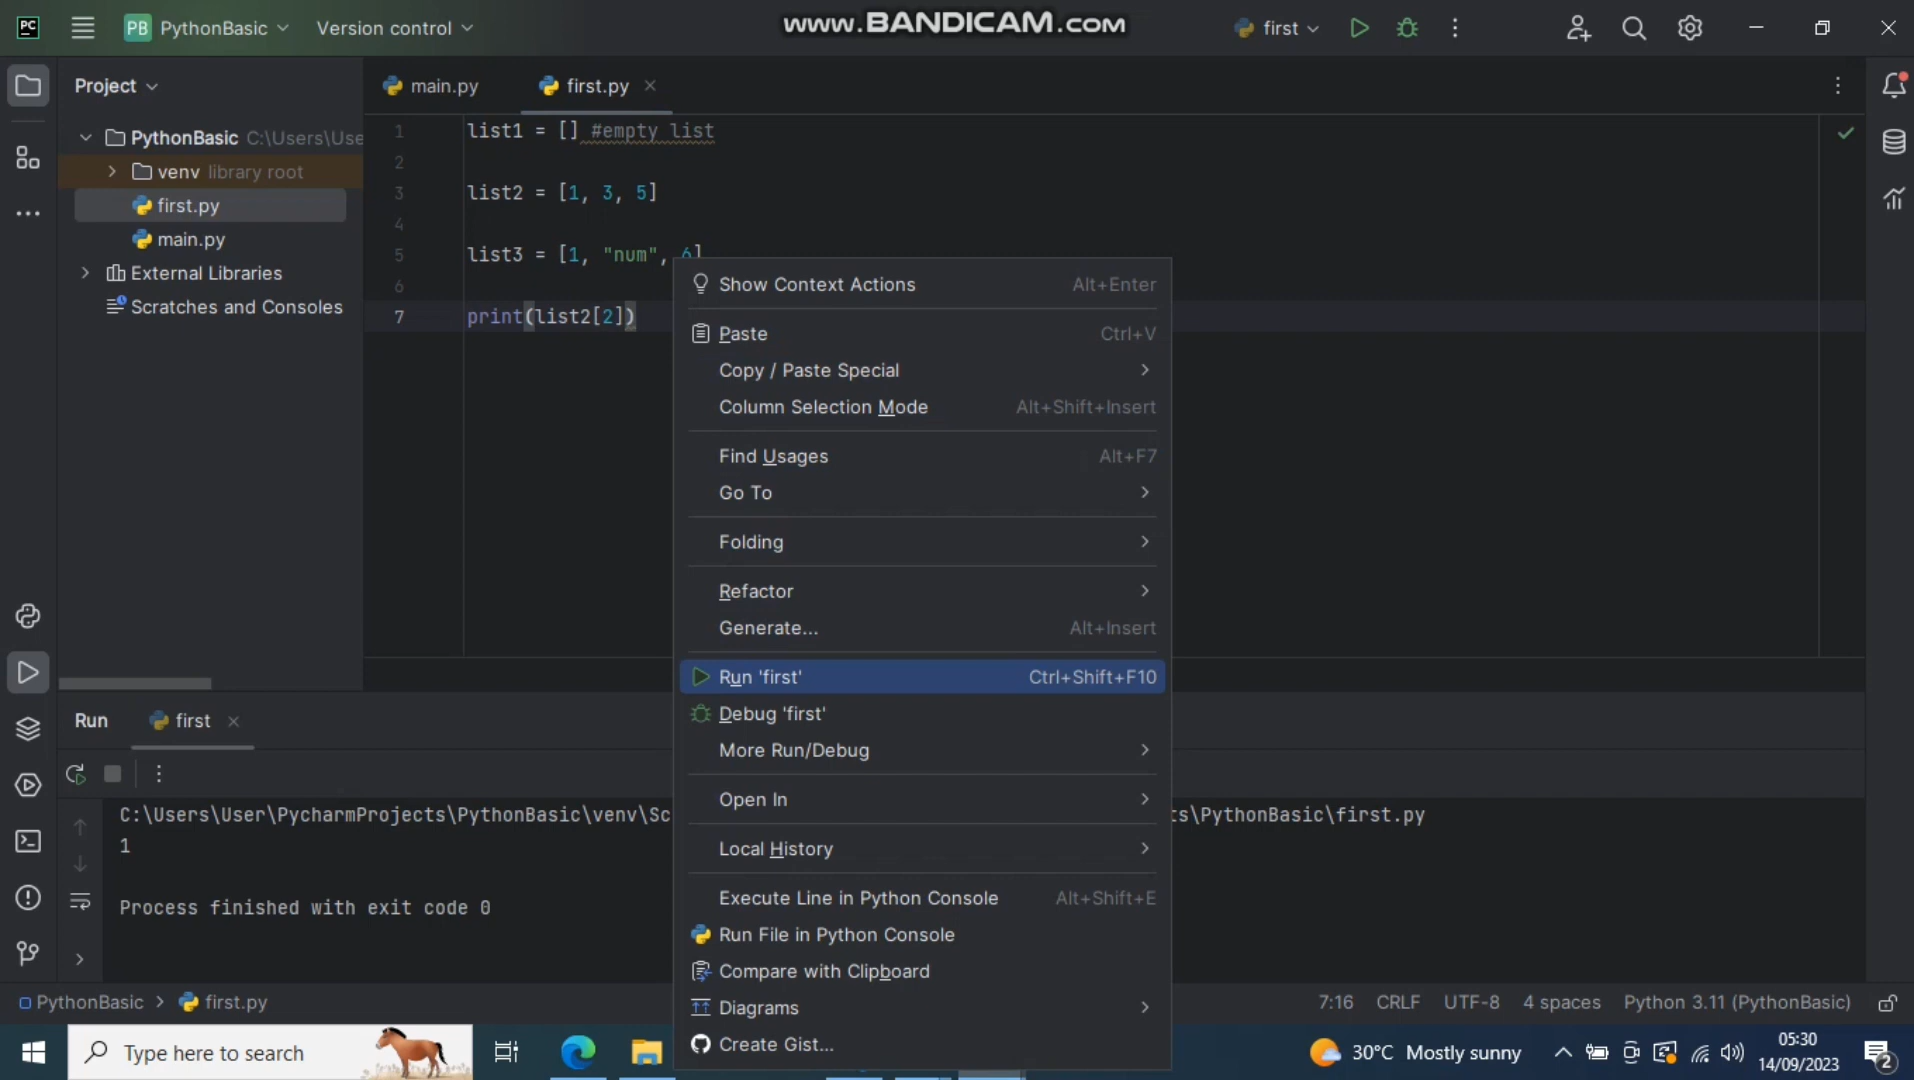 PC
PB PythonBasic
Version control
www.BANDICAM.com
first
Project
main.py
first.py
PythonBasic C:\Users\Use
venv library root
first.py
main.py
External Libraries
Scratches and Consoles
1 list1 = [] #empty list
2
3 list2 = [1, 3, 5]
4
5 list3 = [1, "num", 6]
6
7 print(list2[2])
Show Context Actions Alt+Enter
Paste Ctrl+V
Copy / Paste Special
Column Selection Mode Alt+Shift+Insert
Find Usages Alt+F7
Go To
Folding
Refactor
Generate... Alt+Insert
Run 'first' Ctrl+Shift+F10
Debug 'first'
More Run/Debug
Open In
Local History
Execute Line in Python Console Alt+Shift+E
Run File in Python Console
Compare with Clipboard
Diagrams
Create Gist...
Run first
C:\Users\User\PycharmProjects\PythonBasic\venv\Sc
ts\PythonBasic\first.py
1
Process finished with exit code 0
PythonBasic > first.py
7:16 CRLF UTF-8 4 spaces Python 3.11 (PythonBasic)
Type here to search
30°C Mostly sunny
05:30
14/09/2023
2